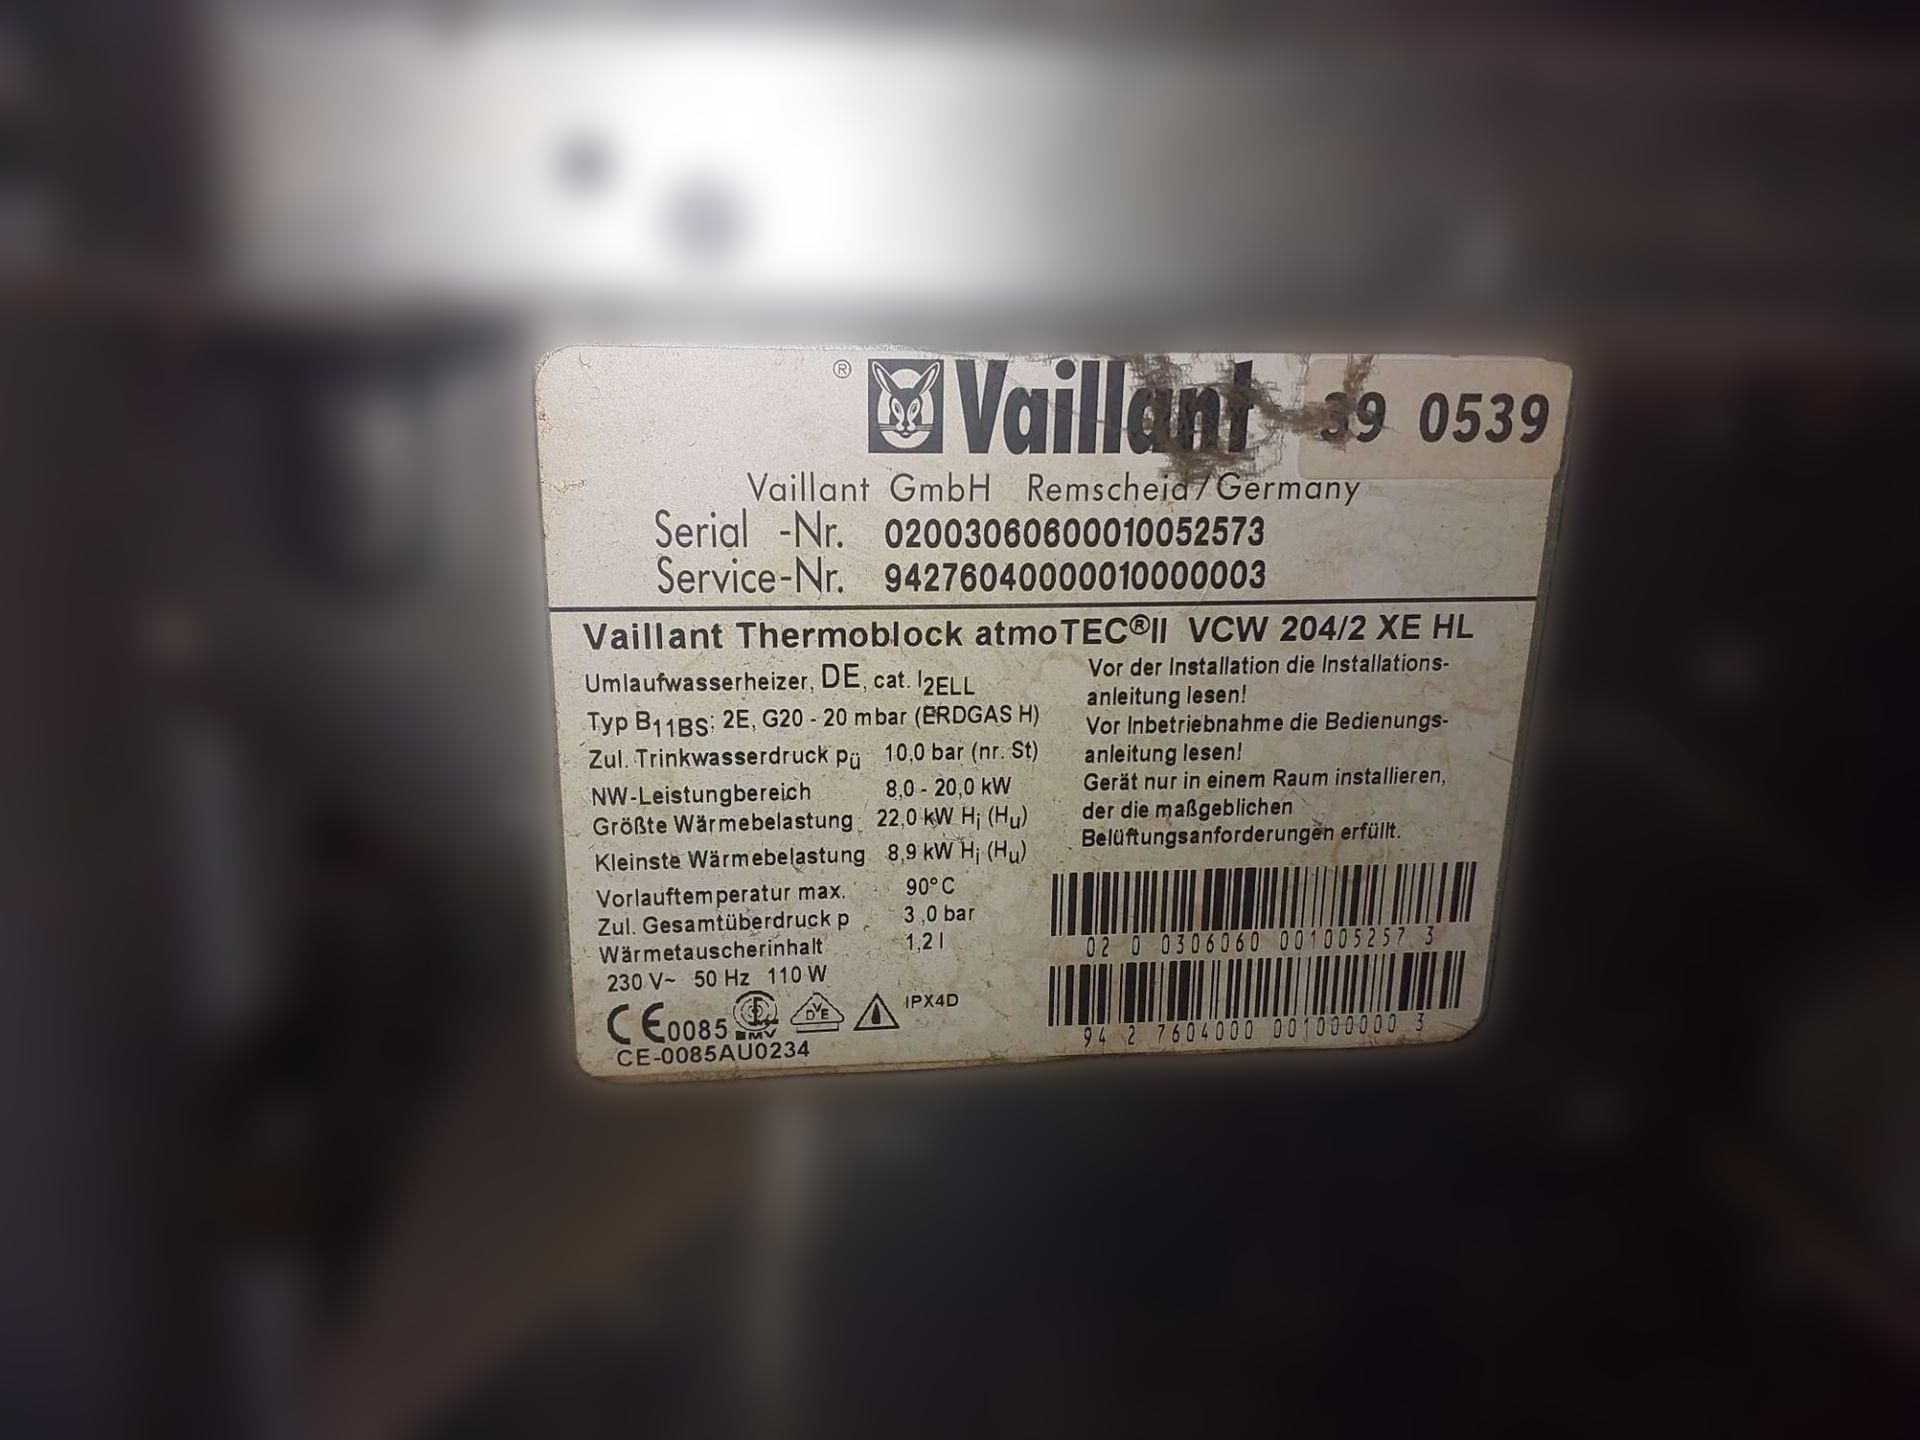 ® Vaillant 39 0539
Vaillant GmbH Remscheid/Germany
Serial -Nr. 02003060600010052573
Service-Nr. 94276040000010000003
Vaillant Thermoblock atmoTEC®II VCW 204/2 XE HL
Umlaufwasserheizer, DE, cat. I2ELL
Typ B11BS; 2E, G20 - 20 mbar (ERDGAS H)
Zul. Trinkwasserdruck pü 10,0 bar (nr. St)
NW-Leistungbereich 8,0 - 20,0 kW
Größte Wärmebelastung 22,0 kW Hi (Hu)
Kleinste Wärmebelastung 8,9 kW Hi (Hu)
Vorlauftemperatur max. 90°C
Zul. Gesamtüberdruck p 3,0 bar
Wärmetauscherinhalt 1,2 l
230 V~ 50 Hz 110 W
CE 0085 EMV DVE IPX4D
CE-0085AU0234
Vor der Installation die Installations-
anleitung lesen!
Vor Inbetriebnahme die Bedienungs-
anleitung lesen!
Gerät nur in einem Raum installieren,
der die maßgeblichen
Belüftungsanforderungen erfüllt.
02 0 0306060 001005257 3
94 2 7604000 001000000 3